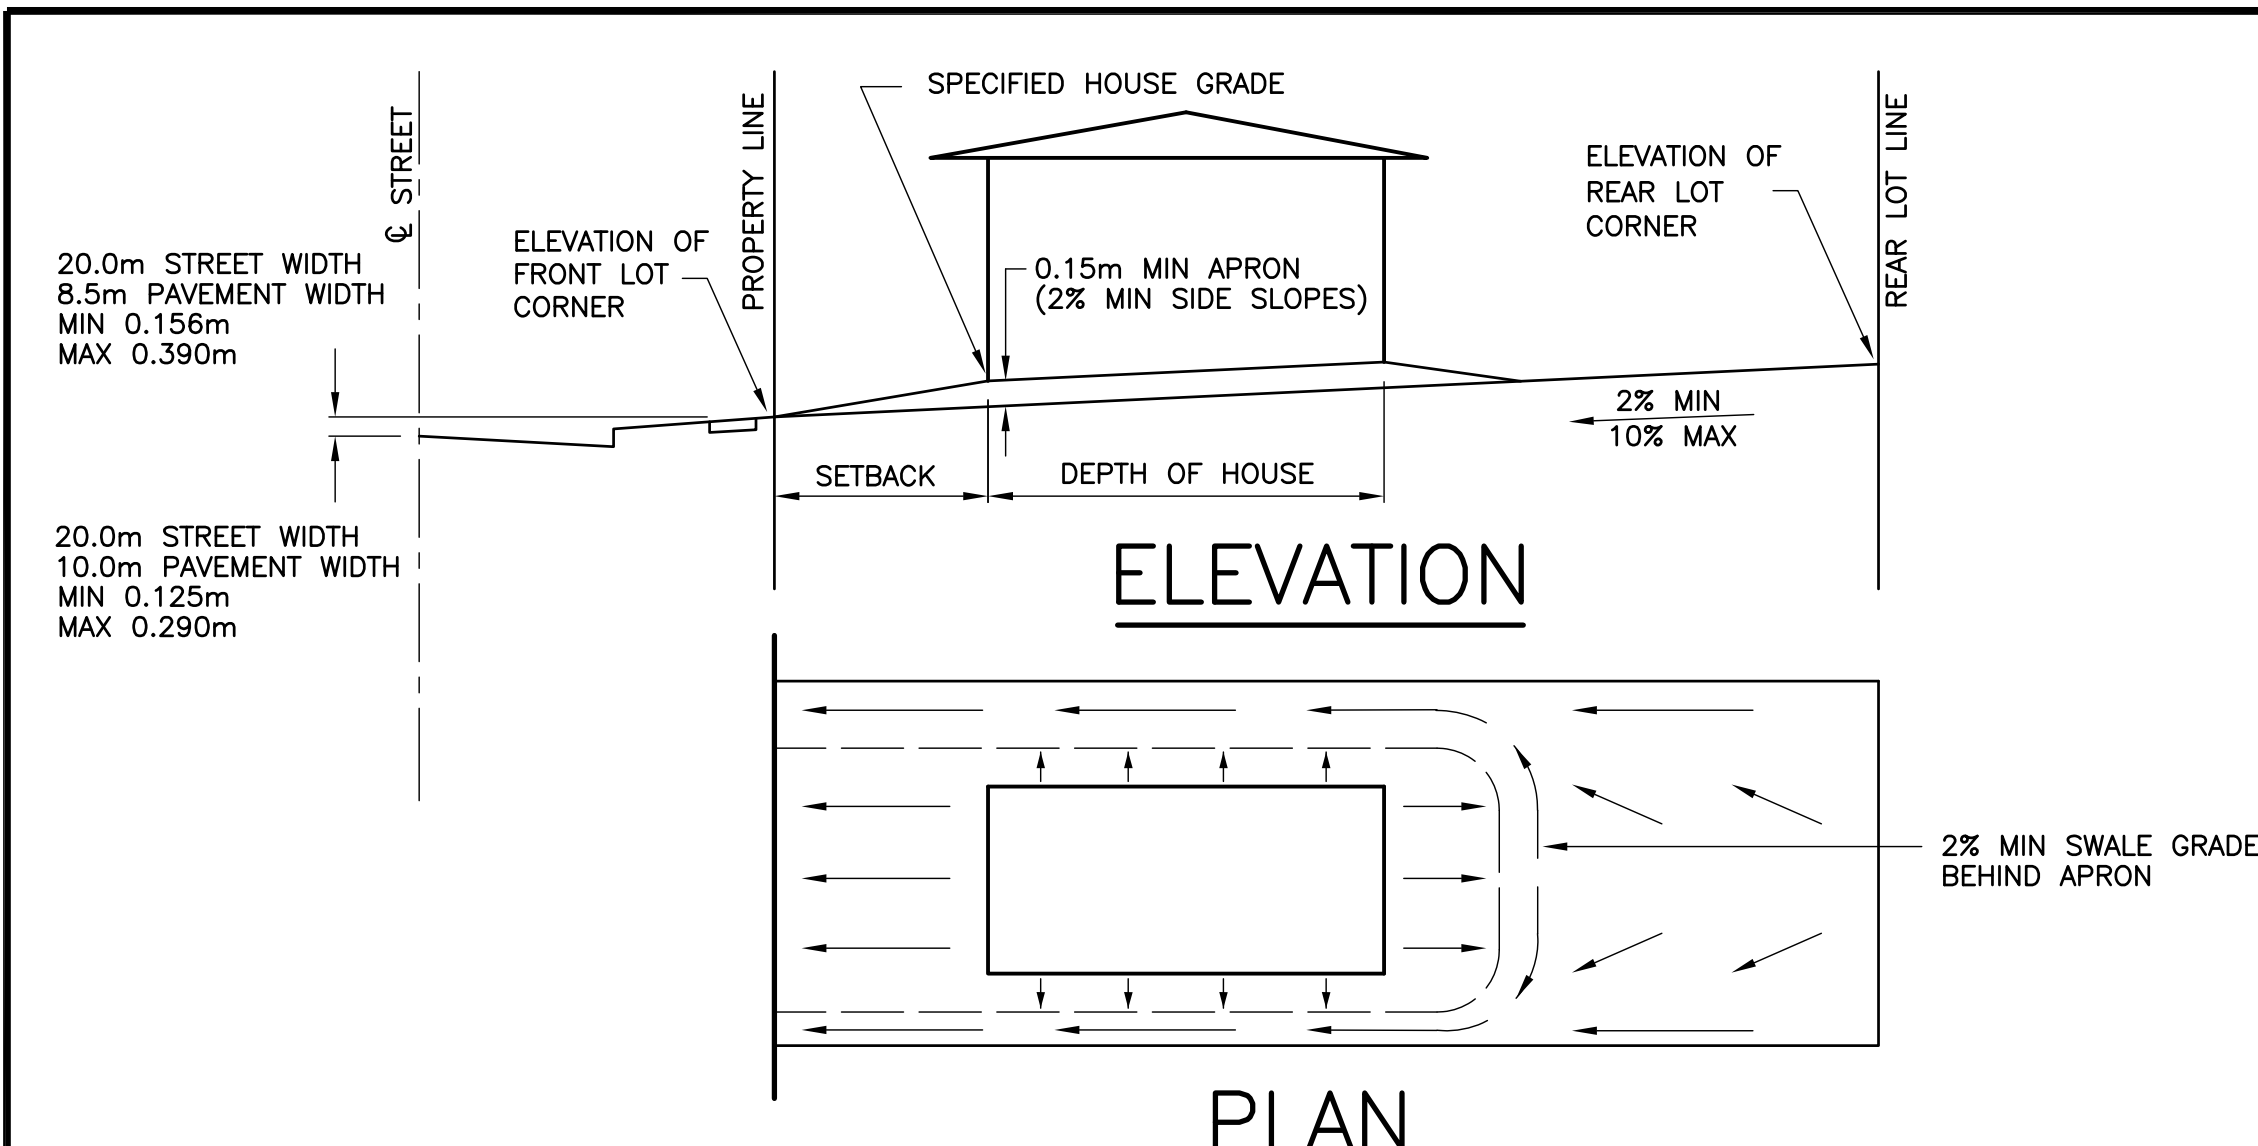 SPECIFIED HOUSE GRADE
℄ STREET
PROPERTY LINE
REAR LOT LINE
ELEVATION OF
REAR LOT
CORNER
ELEVATION OF
FRONT LOT
CORNER
20.0m STREET WIDTH
8.5m PAVEMENT WIDTH
MIN 0.156m
MAX 0.390m
0.15m MIN APRON
(2% MIN SIDE SLOPES)
2% MIN
10% MAX
SETBACK
DEPTH OF HOUSE
20.0m STREET WIDTH
10.0m PAVEMENT WIDTH
MIN 0.125m
MAX 0.290m
ELEVATION
2% MIN SWALE GRADE
BEHIND APRON
PLAN